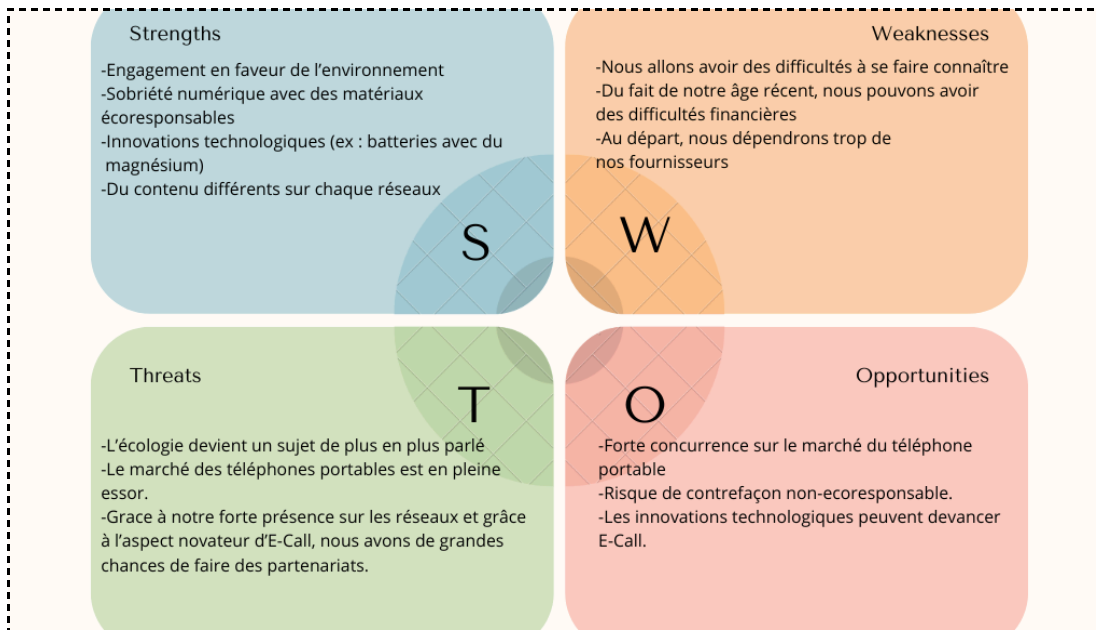 Strengths
-Engagement en faveur de l’environnement
-Sobriété numérique avec des matériaux
écoresponsables
-Innovations technologiques (ex : batteries avec du
magnésium)
-Du contenu différents sur chaque réseaux
S
Weaknesses
-Nous allons avoir des difficultés à se faire connaître
-Du fait de notre âge récent, nous pouvons avoir
des difficultés financières
-Au départ, nous dépendrons trop de
nos fournisseurs
W
Threats
T
-L’écologie devient un sujet de plus en plus parlé
-Le marché des téléphones portables est en pleine
essor.
-Grace à notre forte présence sur les réseaux et grâce
à l’aspect novateur d’E-Call, nous avons de grandes
chances de faire des partenariats.
Opportunities
O
-Forte concurrence sur le marché du téléphone
portable
-Risque de contrefaçon non-ecoresponsable.
-Les innovations technologiques peuvent devancer
E-Call.